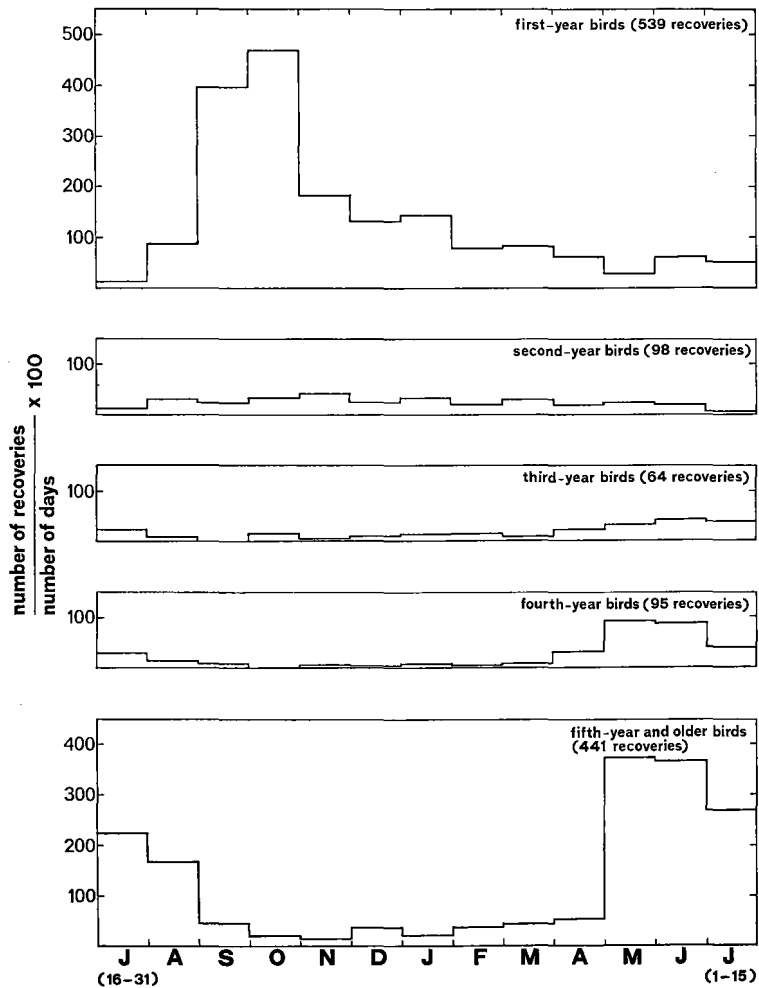 first-year birds (539 recoveries)
500
400
300
200
100
second-year birds (98 recoveries)
100
third-year birds (64 recoveries)
100
fourth-year birds (95 recoveries)
100
fifth-year and older birds
(441 recoveries)
400
300
200
100
number of recoveries
number of days
x 100
J A S O N D J F M A M J J
(16-31) (1-15)